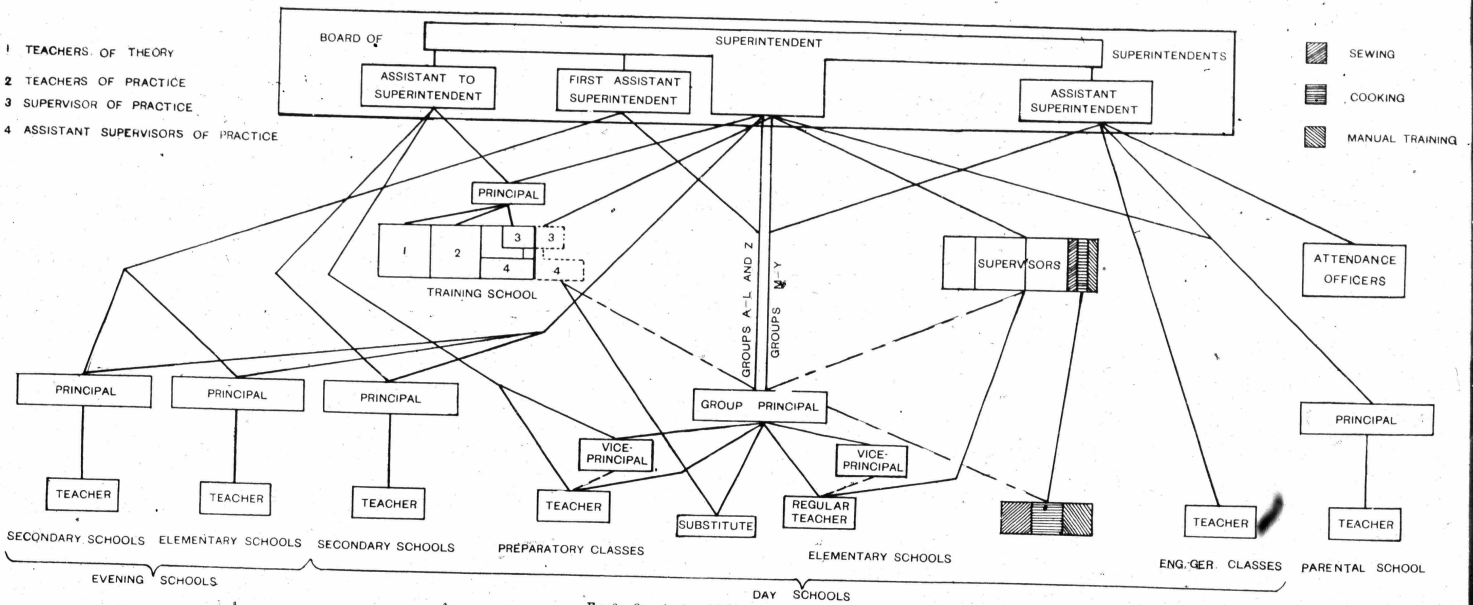 BOARD OF
SUPERINTENDENT
SUPERINTENDENTS
1 TEACHERS OF THEORY
2 TEACHERS OF PRACTICE
3 SUPERVISOR OF PRACTICE
4 ASSISTANT SUPERVISORS OF PRACTICE
ASSISTANT TO
SUPERINTENDENT
FIRST ASSISTANT
SUPERINTENDENT
ASSISTANT
SUPERINTENDENT
SEWING
COOKING
MANUAL TRAINING
PRINCIPAL
1
2
3
3
4
4
TRAINING SCHOOL
GROUPS A-L AND Z
GROUPS M-Y
SUPERVISORS
ATTENDANCE
OFFICERS
PRINCIPAL
PRINCIPAL
PRINCIPAL
GROUP PRINCIPAL
PRINCIPAL
VICE-
PRINCIPAL
VICE-
PRINCIPAL
TEACHER
TEACHER
TEACHER
TEACHER
SUBSTITUTE
REGULAR
TEACHER
TEACHER
TEACHER
SECONDARY SCHOOLS
ELEMENTARY SCHOOLS
SECONDARY SCHOOLS
PREPARATORY CLASSES
ELEMENTARY SCHOOLS
ENG.GER. CLASSES
PARENTAL SCHOOL
EVENING SCHOOLS
DAY SCHOOLS